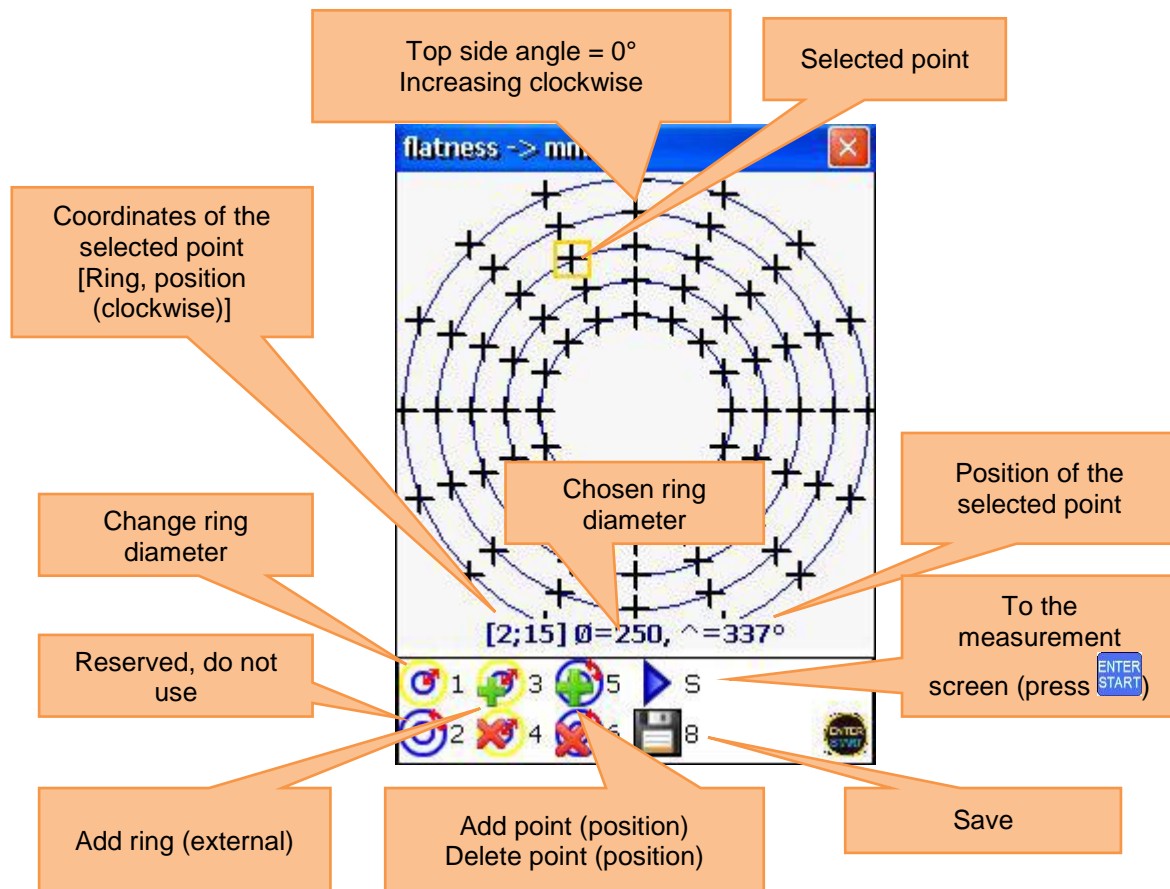 Top side angle = 0°
Increasing clockwise
Selected point
flatness -> mm
Coordinates of the
selected point
[Ring, position
(clockwise)]
Chosen ring
diameter
Position of the
selected point
Change ring
diameter
To the
measurement
screen (press ENTER START)
[2;15] Ø=250, ^=337°
Reserved, do not
use
1
3
5
S
2
4
6
8
ENTER
START
Add ring (external)
Add point (position)
Delete point (position)
Save